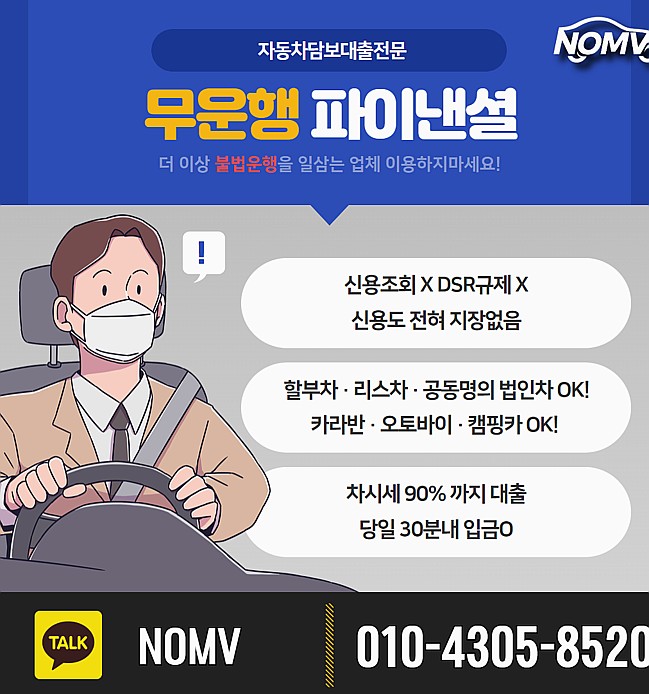 자동차담보대출전문
NOMV
무운행 파이낸셜
더 이상 불법운행을 일삼는 업체 이용하지마세요!
!
신용조회 X DSR규제 X
신용도 전혀 지장없음
할부차 · 리스차 · 공동명의 법인차 OK!
카라반 · 오토바이 · 캠핑카 OK!
차시세 90% 까지 대출
당일 30분내 입금O
TALK NOMV 010-4305-8520